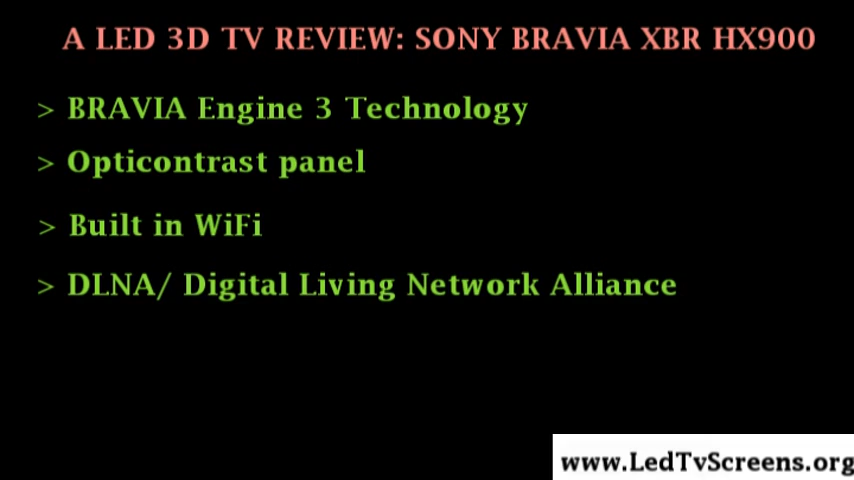 A LED 3D TV REVIEW: SONY BRAVIA XBR HX900
> BRAVIA Engine 3 Technology
> Opticontrast panel
> Built in WiFi
> DLNA/ Digital Living Network Alliance
www.LedTvScreens.org